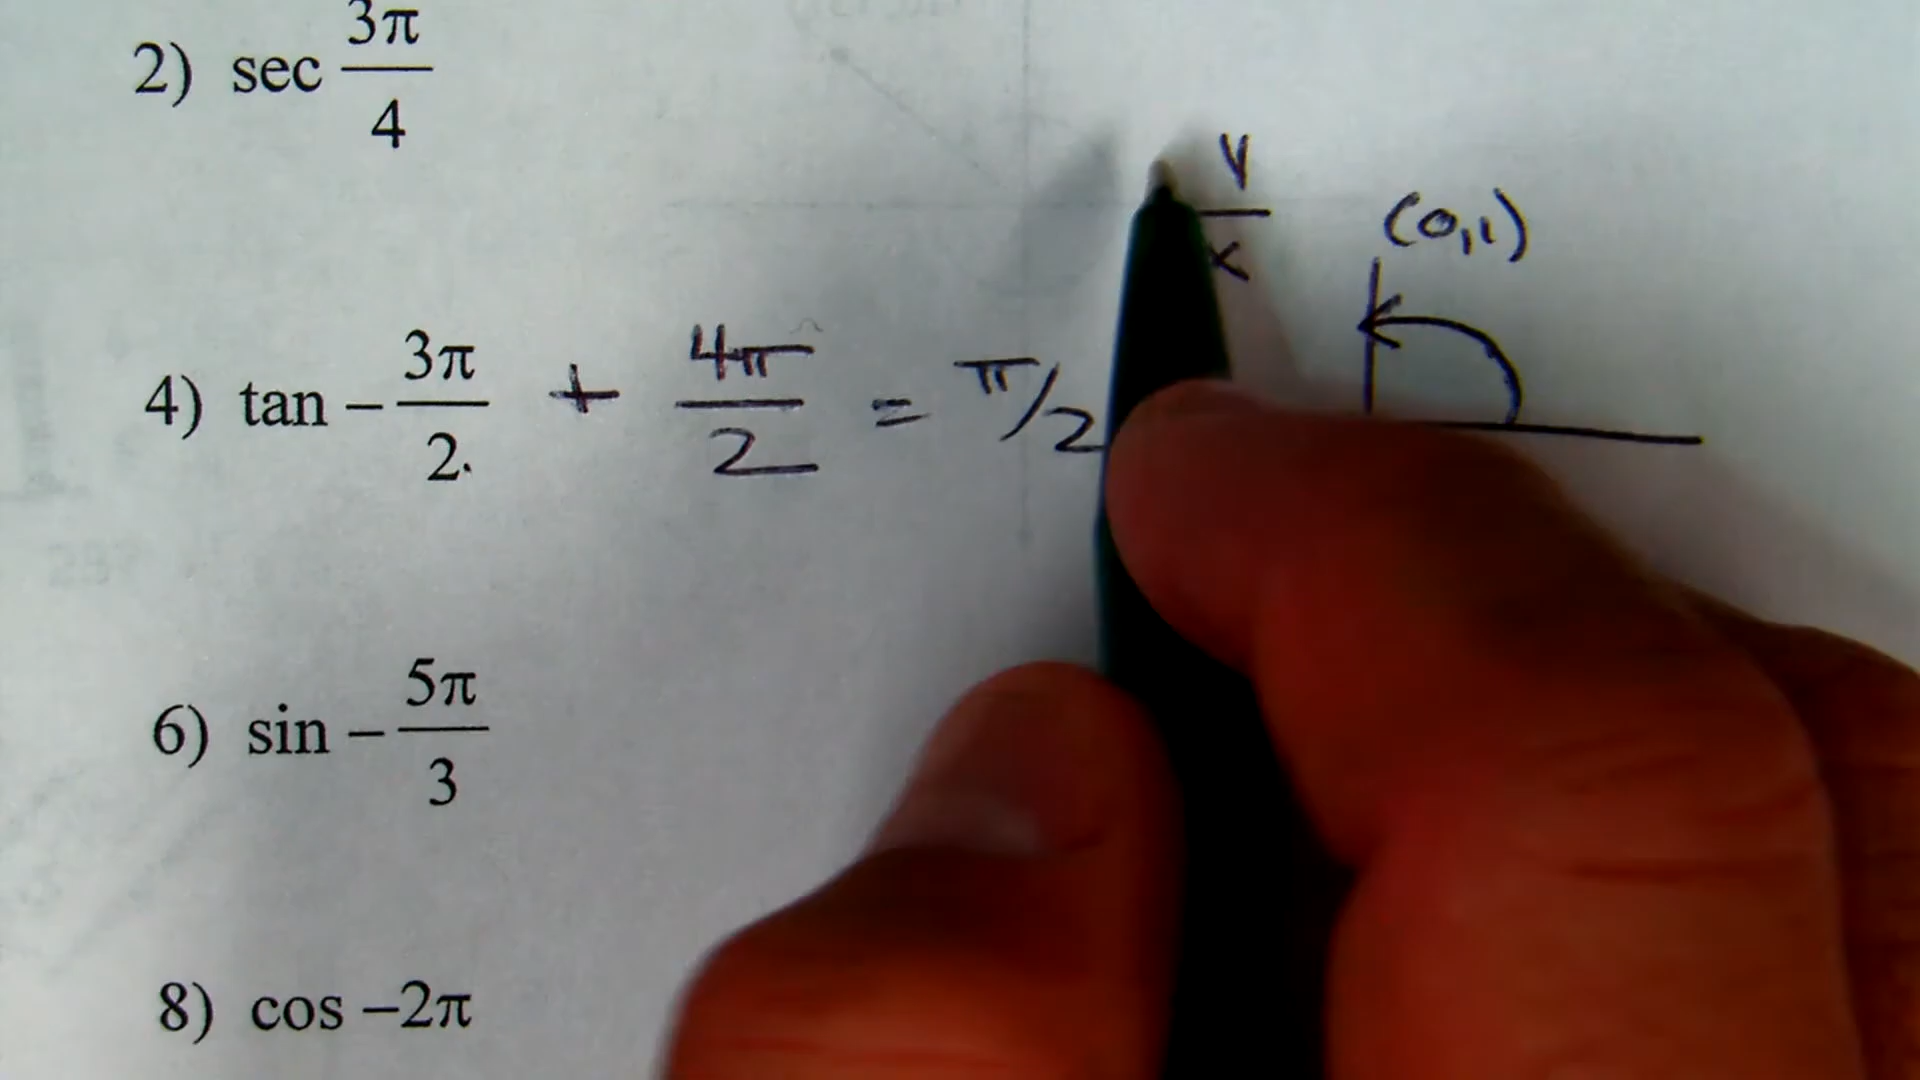 2) sec 3π/4
y/x
(0,1)
4) tan −3π/2 + 4π/2 = π/2
6) sin −5π/3
8) cos −2π